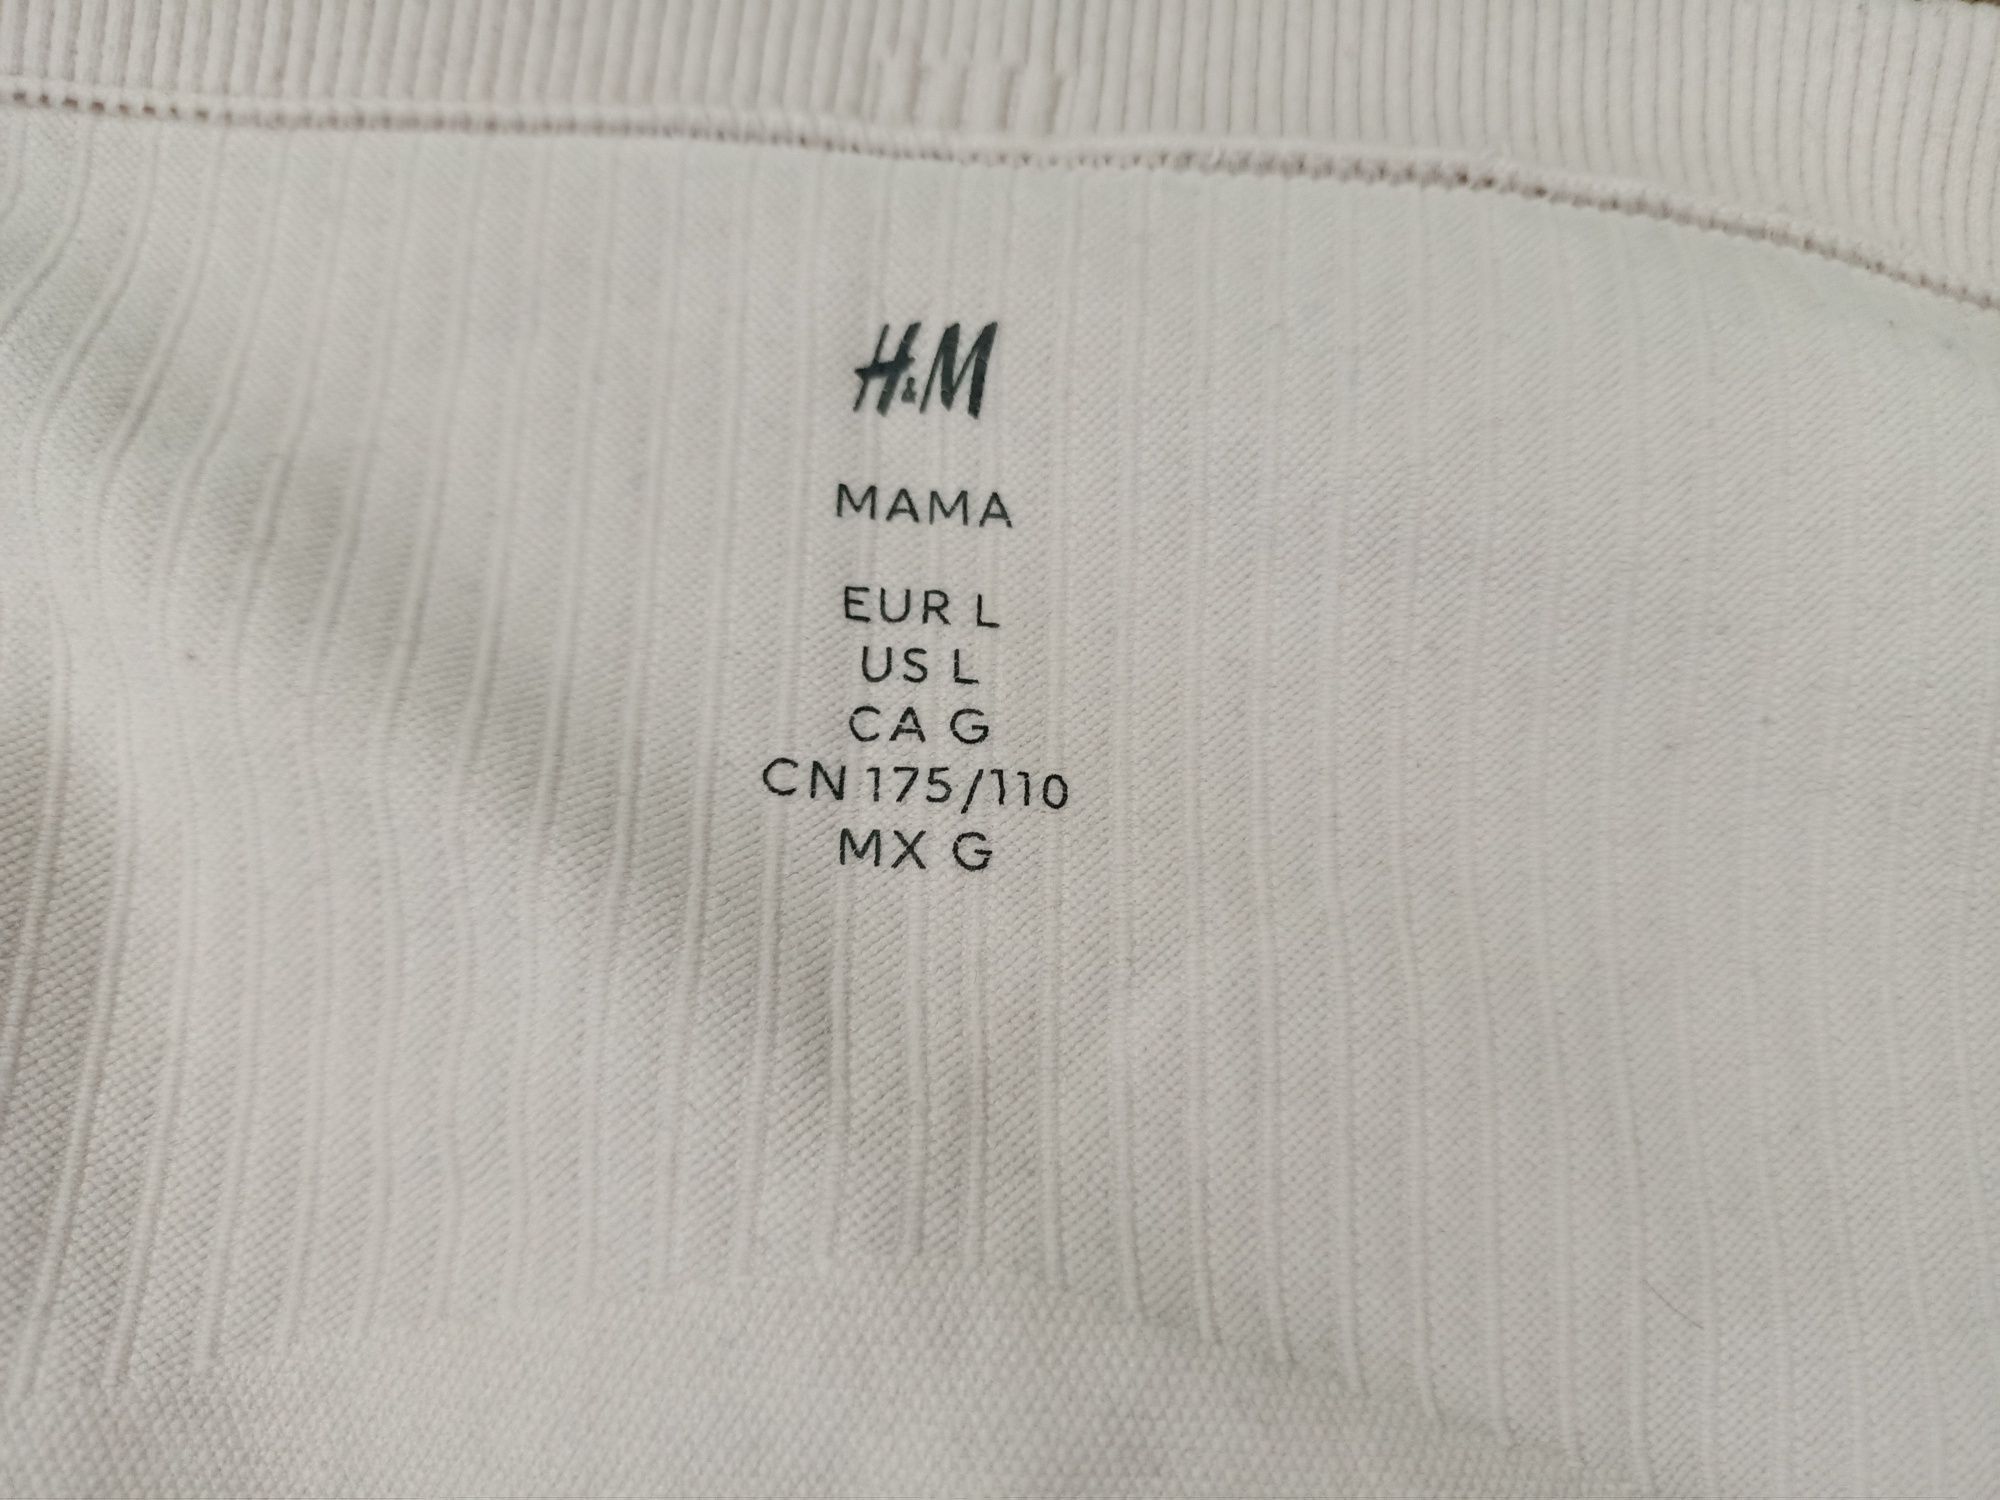 H&M
MAMA
EUR L
US L
CA G
CN 175/110
MX G